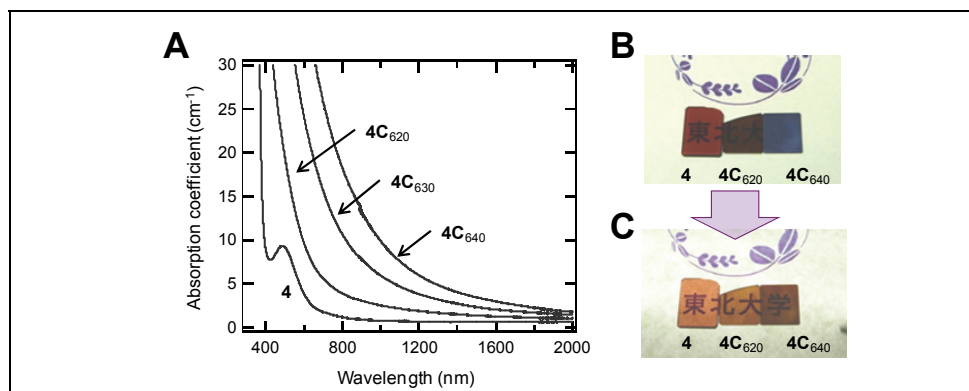 A
B
C
30
25
20
15
10
5
0
Absorption coefficient (cm⁻¹)
400
800
1200
1600
2000
Wavelength (nm)
4C₆₂₀
4C₆₃₀
4C₆₄₀
4
東北大
4 4C₆₂₀ 4C₆₄₀
東北大学
4 4C₆₂₀ 4C₆₄₀